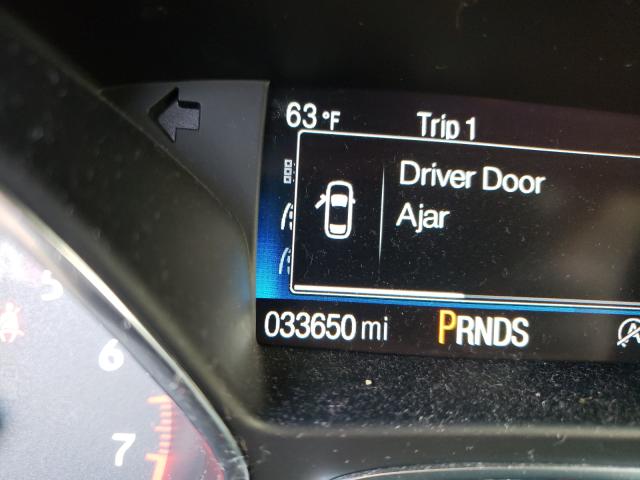 63 °F
Trip 1
Driver Door
Ajar
033650 mi
PRNDS
5
6
7